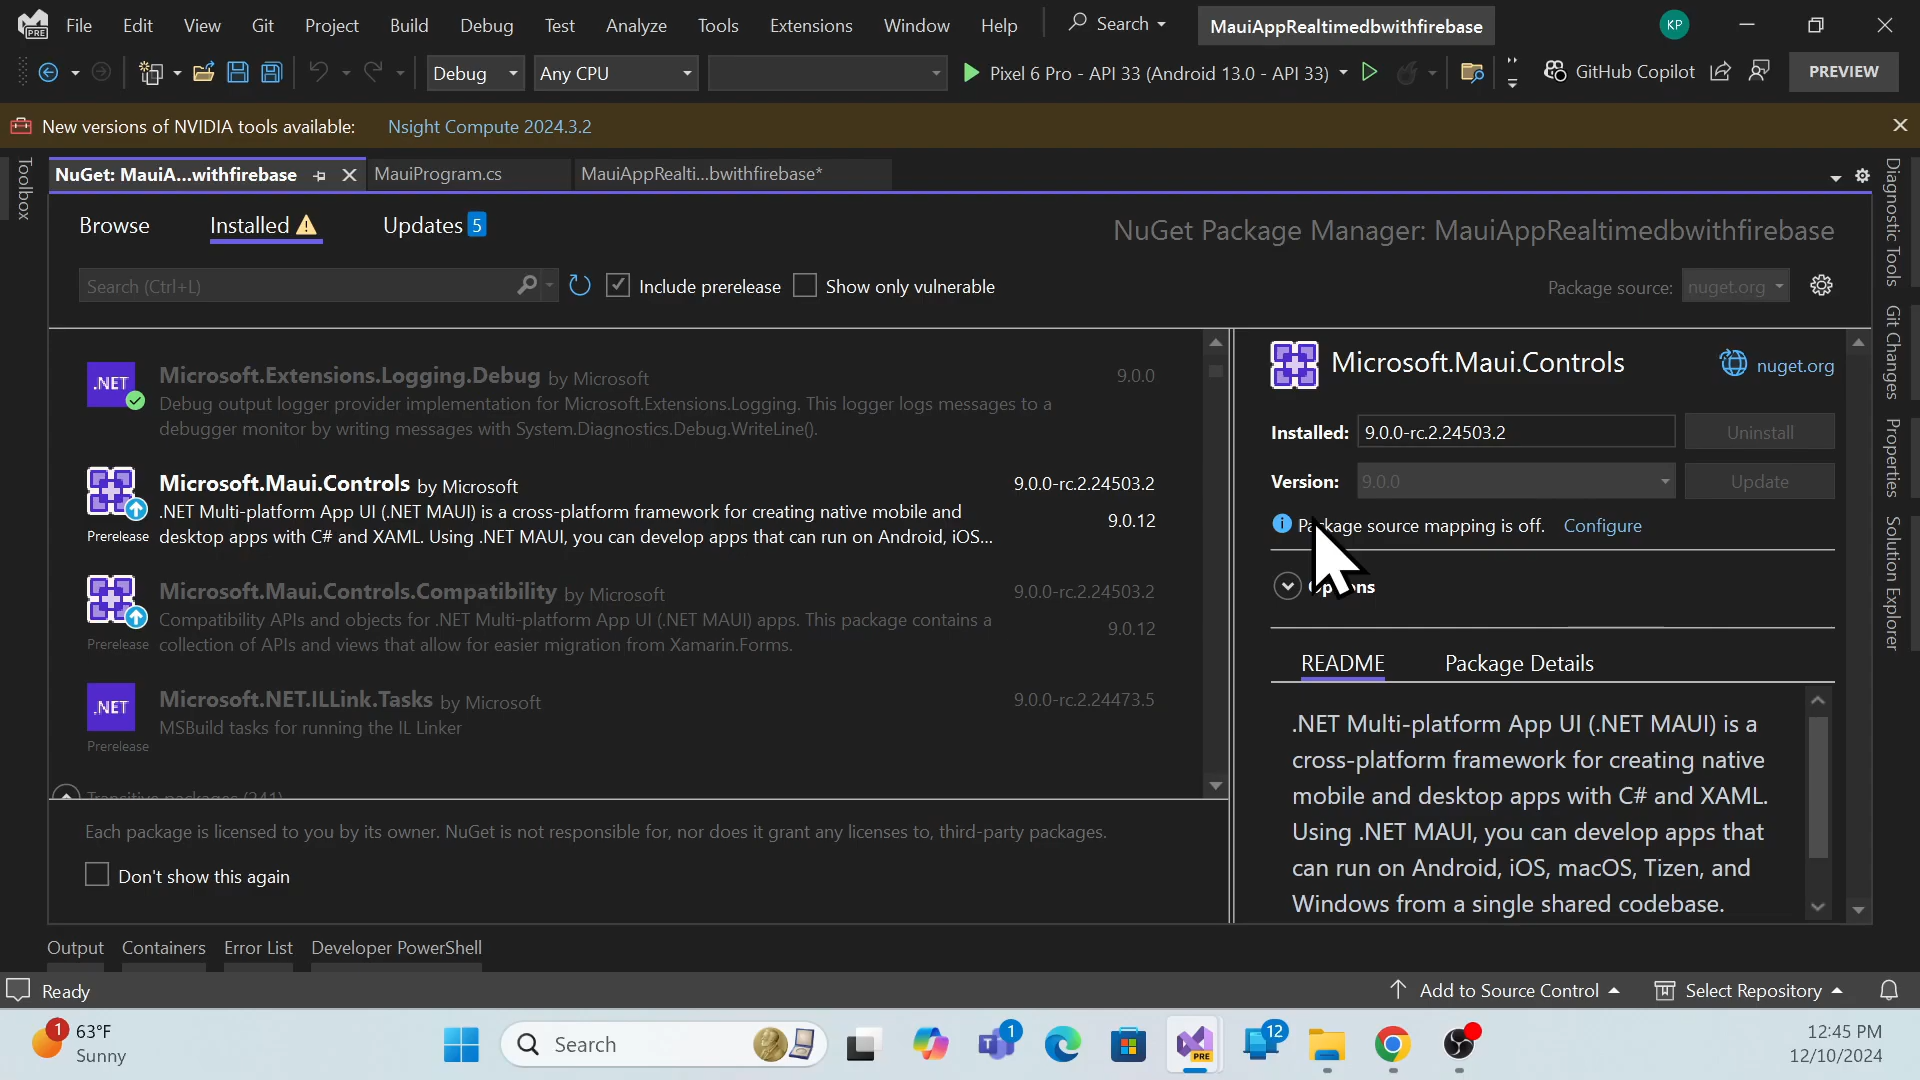 File Edit View Git Project Build Debug Test Analyze Tools Extensions Window Help Search MauiAppRealtimedbwithfirebase KP
PRE
Debug Any CPU Pixel 6 Pro - API 33 (Android 13.0 - API 33) GitHub Copilot PREVIEW
New versions of NVIDIA tools available: Nsight Compute 2024.3.2
Toolbox
NuGet: MauiA...withfirebase MauiProgram.cs MauiAppRealti...bwithfirebase*
Browse Installed Updates 5 NuGet Package Manager: MauiAppRealtimedbwithfirebase
Search (Ctrl+L) Include prerelease Show only vulnerable Package source: nuget.org
.NET
Microsoft.Extensions.Logging.Debug by Microsoft 9.0.0
Debug output logger provider implementation for Microsoft.Extensions.Logging. This logger logs messages to a
debugger monitor by writing messages with System.Diagnostics.Debug.WriteLine().
Microsoft.Maui.Controls by Microsoft 9.0.0-rc.2.24503.2
.NET Multi-platform App UI (.NET MAUI) is a cross-platform framework for creating native mobile and 9.0.12
Prerelease desktop apps with C# and XAML. Using .NET MAUI, you can develop apps that can run on Android, iOS...
Microsoft.Maui.Controls.Compatibility by Microsoft 9.0.0-rc.2.24503.2
Compatibility APIs and objects for .NET Multi-platform App UI (.NET MAUI) apps. This package contains a 9.0.12
Prerelease collection of APIs and views that allow for easier migration from Xamarin.Forms.
.NET
Microsoft.NET.ILLink.Tasks by Microsoft 9.0.0-rc.2.24473.5
MSBuild tasks for running the IL Linker
Prerelease
Transitive packages (241)
Each package is licensed to you by its owner. NuGet is not responsible for, nor does it grant any licenses to, third-party packages.
Don't show this again
Microsoft.Maui.Controls nuget.org
Installed: 9.0.0-rc.2.24503.2 Uninstall
Version: 9.0.0 Update
Package source mapping is off. Configure
Options
README Package Details
.NET Multi-platform App UI (.NET MAUI) is a
cross-platform framework for creating native
mobile and desktop apps with C# and XAML.
Using .NET MAUI, you can develop apps that
can run on Android, iOS, macOS, Tizen, and
Windows from a single shared codebase.
Diagnostic Tools
Git Changes
Properties
Solution Explorer
Output Containers Error List Developer PowerShell
Ready Add to Source Control Select Repository
1 63°F
Sunny
Search
1
PRE
12
12:45 PM
12/10/2024